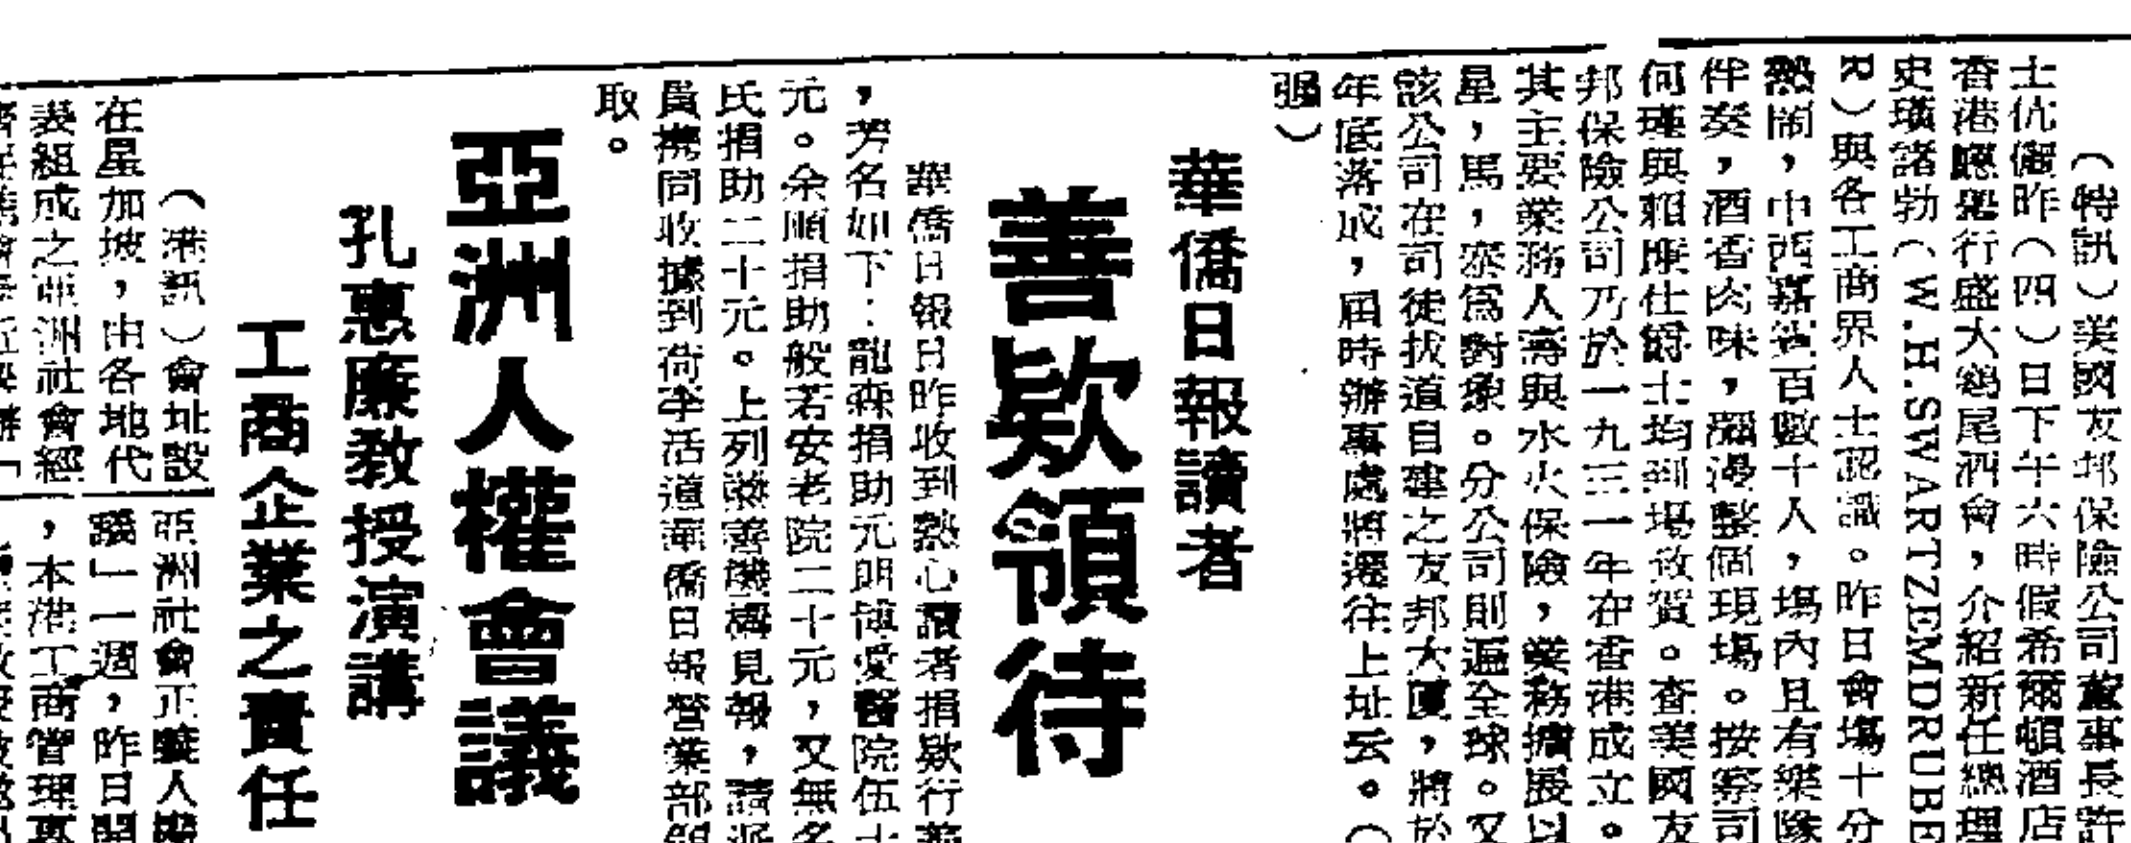 （特訊）美國友邦保險公司董事長許
士伉儷昨（四）日下午六時假希爾頓酒店
香港廳舉行盛大鷄尾酒會，介紹新任總理
史璜諸勃（W.H.SWARTZEMDRUBE
R）與各工商界人士認識。昨日會場十分
熱鬧，中西嘉賓百數十人，場內且有樂隊
伴奏，酒香肉味，瀰漫整個現場。按察司
何瑾與賴廉仕爵士均到場致賀。查美國友
邦保險公司乃於一九三一年在香港成立。
其主要業務人壽與水火保險，業務擴展以
星，馬，泰爲對象。分公司則遍全球。又
該公司在司徒拔道自建之友邦大廈，將於
年底落成，屆時辦事處將遷往上址云。（
强）
華僑日報讀者
善欵領待
華僑日報日昨收到熱心讀者捐欵行善
，芳名如下：龍森捐助元朗博愛醫院伍十
元。余順捐助般若安老院二十元，又無名
氏捐助二十元。上列慈善機構見報，請派
員携同收據到荷李活道華僑日報營業部領
取。
亞洲人權會議
孔惠廉教授演講
工商企業之責任
（港訊）會址設
在星加坡，由各地代
表組成之亞洲社會經
亞洲社會正義人權
議」一週，昨日開
，本港工商管理專